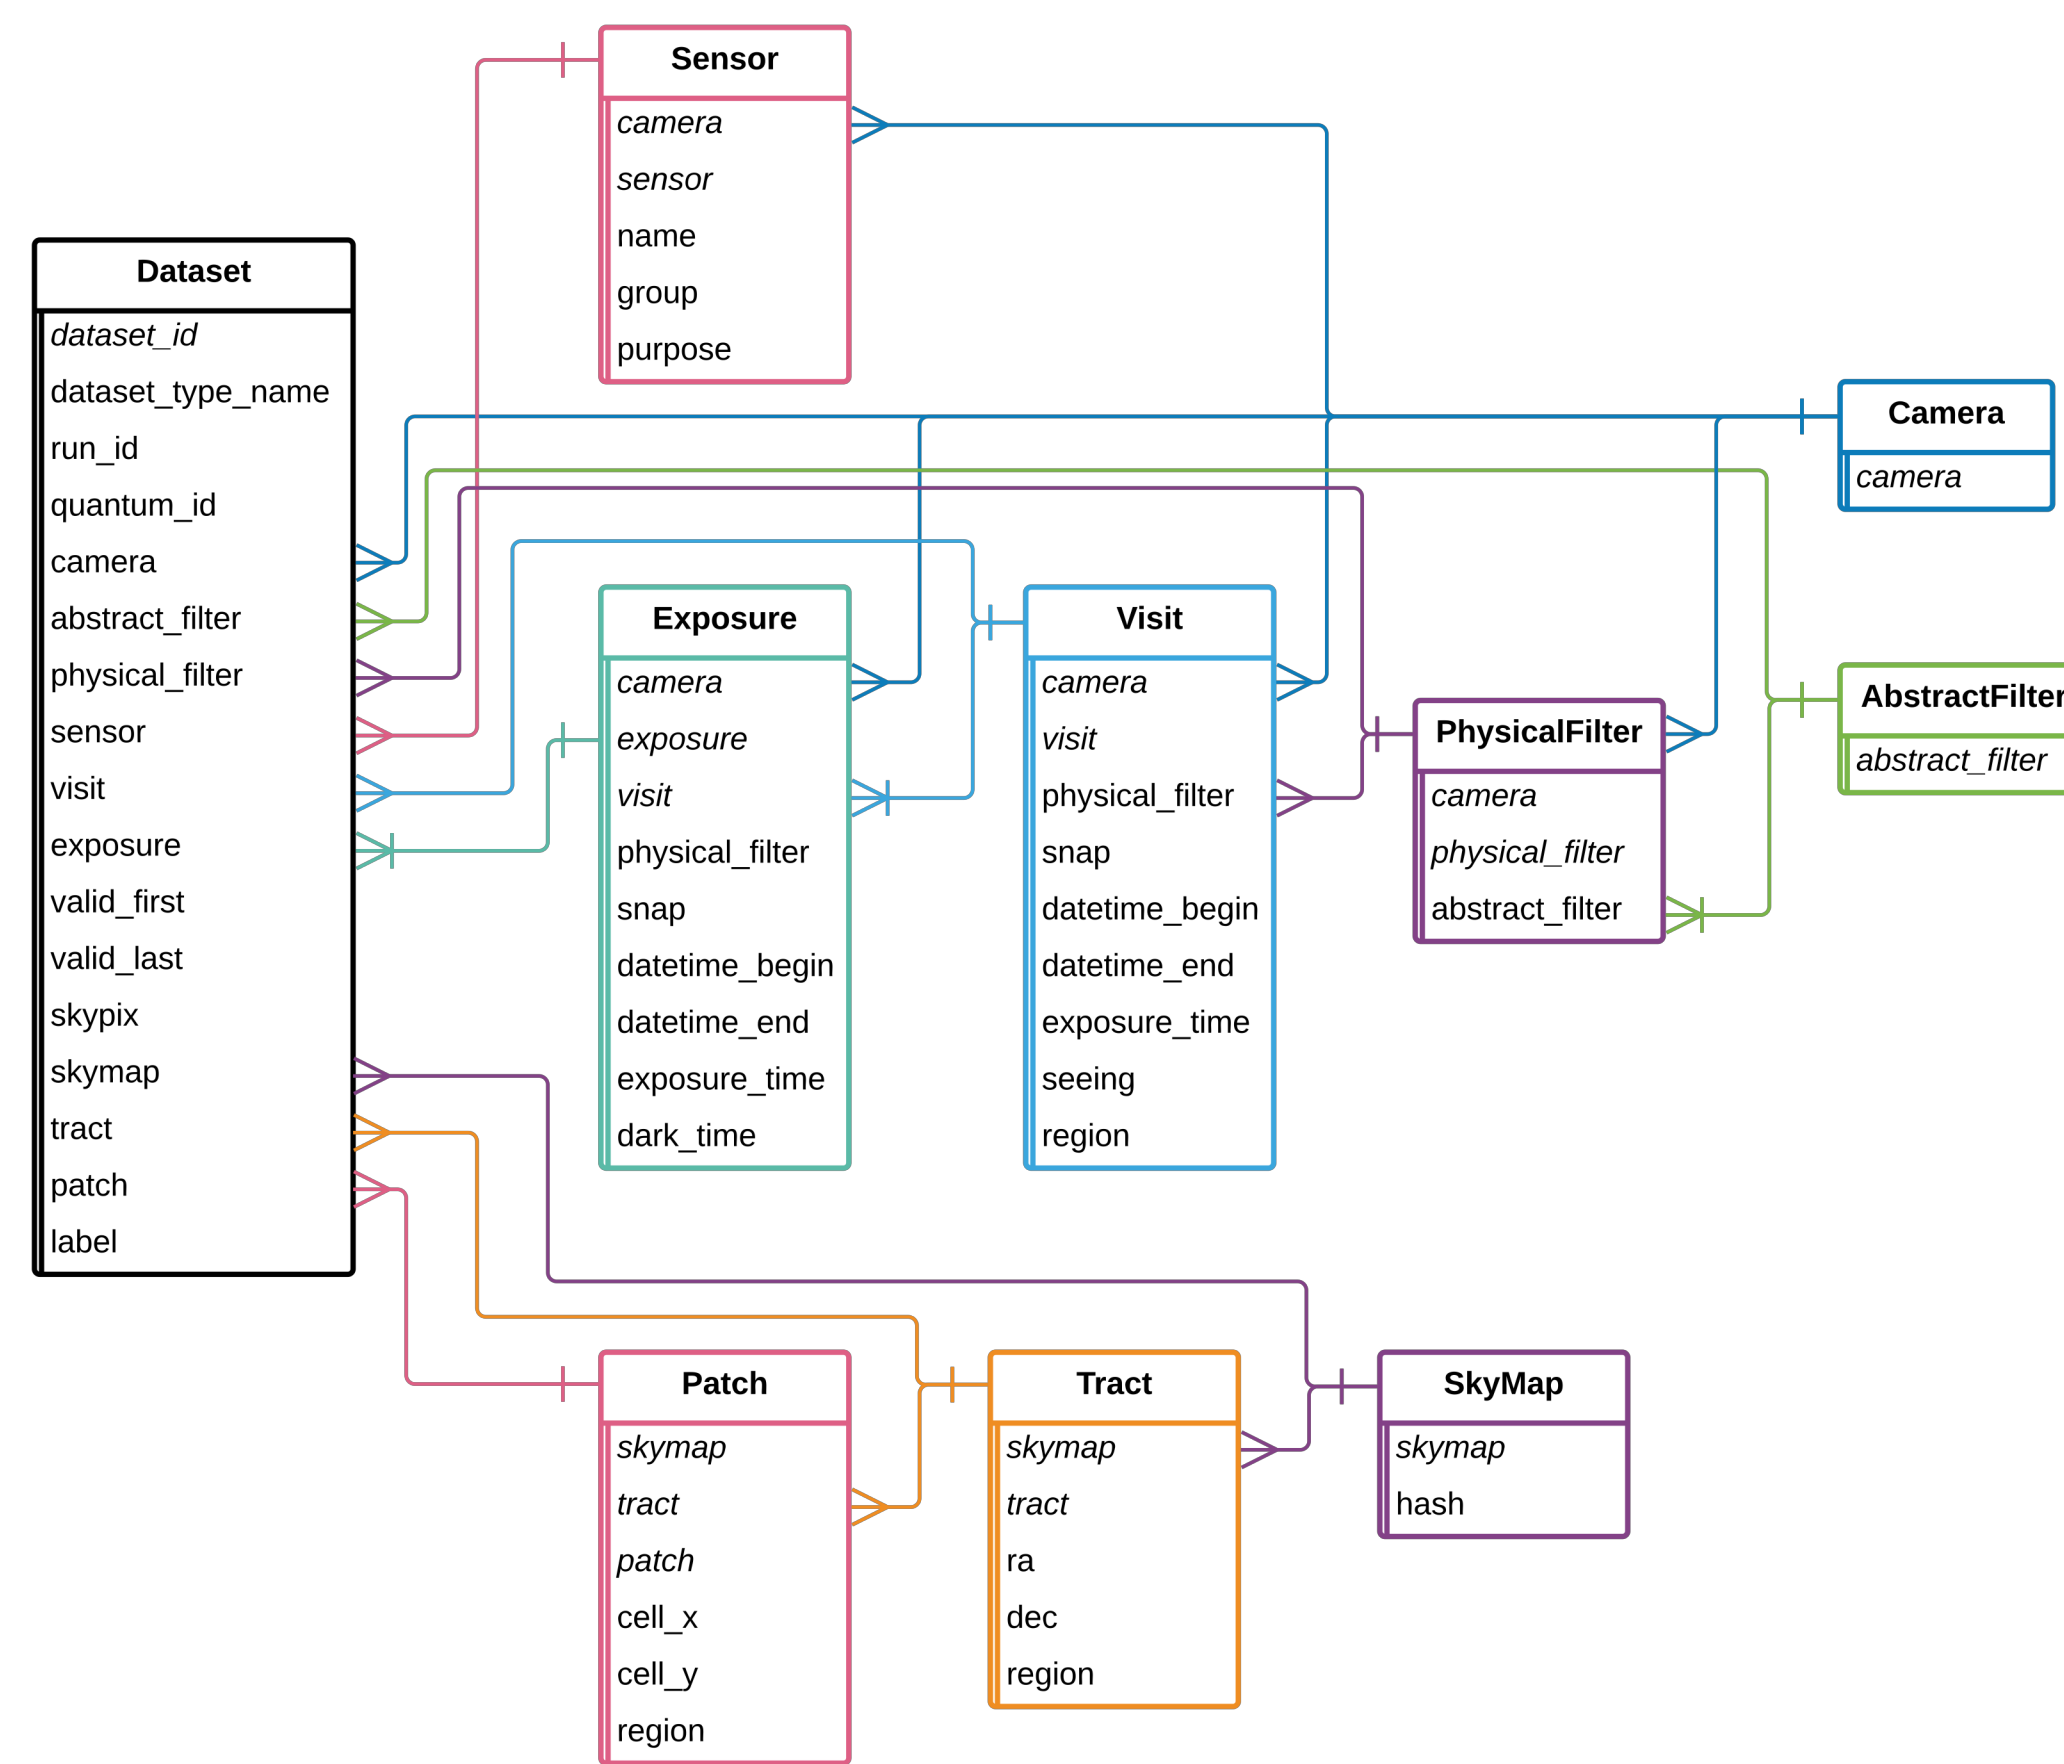 Sensor
camera
sensor
name
group
purpose
Dataset
dataset_id
dataset_type_name
run_id
quantum_id
camera
abstract_filter
physical_filter
sensor
visit
exposure
valid_first
valid_last
skypix
skymap
tract
patch
label
Camera
camera
Exposure
camera
exposure
visit
physical_filter
snap
datetime_begin
datetime_end
exposure_time
dark_time
Visit
camera
visit
physical_filter
snap
datetime_begin
datetime_end
exposure_time
seeing
region
PhysicalFilter
camera
physical_filter
abstract_filter
AbstractFilter
abstract_filter
Patch
skymap
tract
patch
cell_x
cell_y
region
Tract
skymap
tract
ra
dec
region
SkyMap
skymap
hash